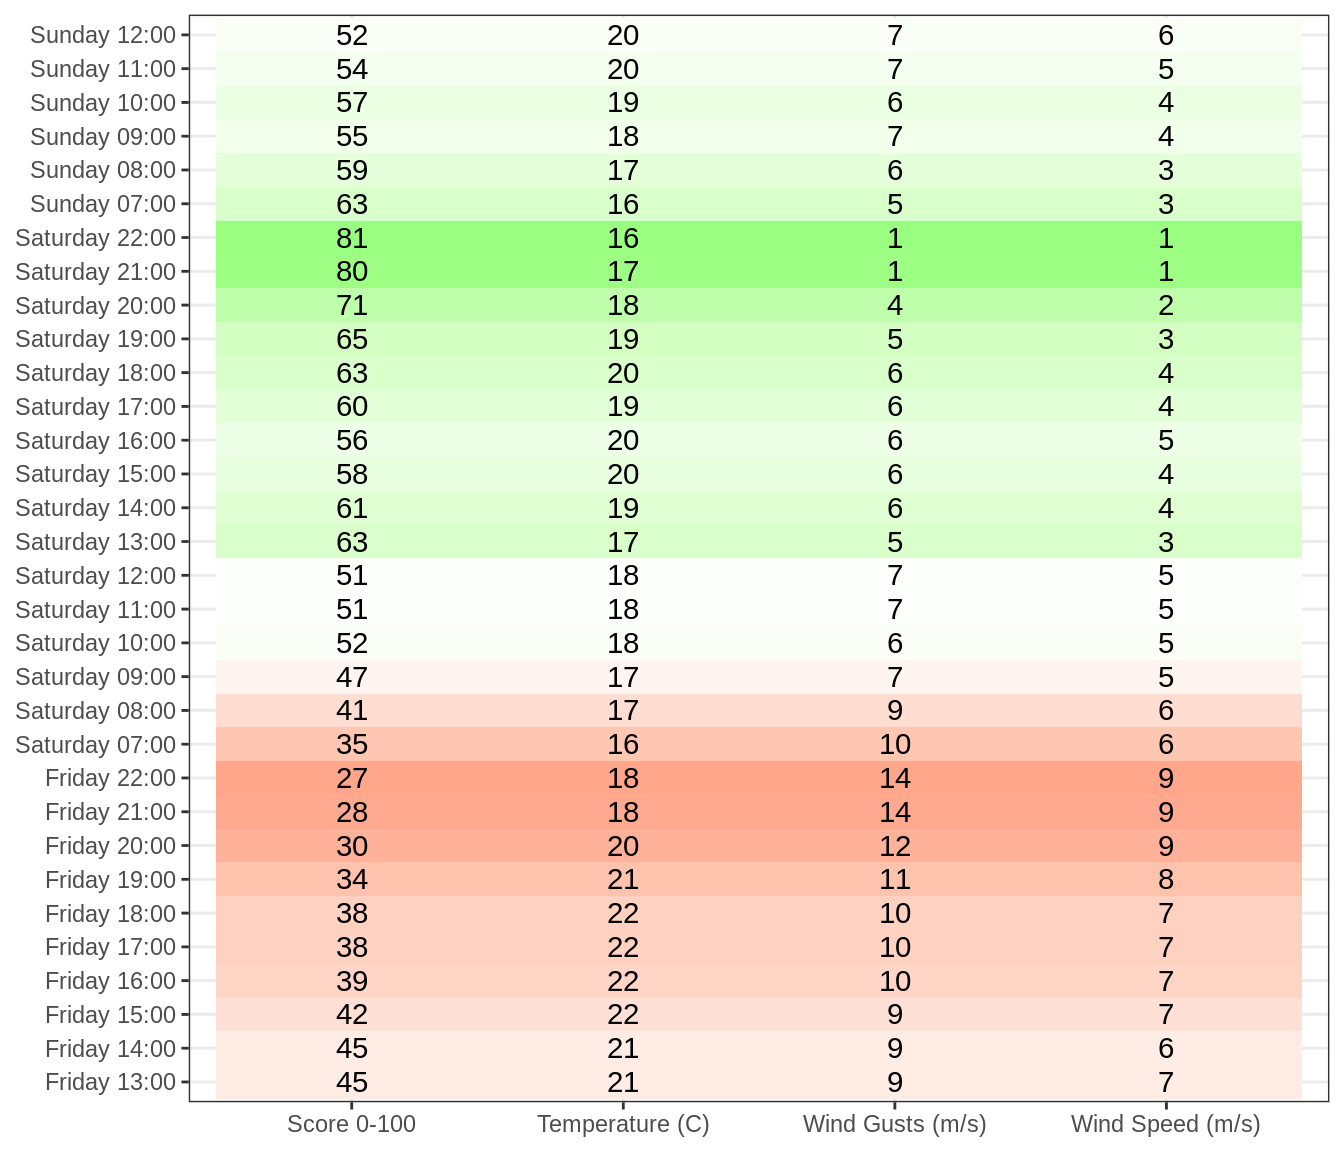 Sunday 12:00 52 20 7 6
Sunday 11:00 54 20 7 5
Sunday 10:00 57 19 6 4
Sunday 09:00 55 18 7 4
Sunday 08:00 59 17 6 3
Sunday 07:00 63 16 5 3
Saturday 22:00 81 16 1 1
Saturday 21:00 80 17 1 1
Saturday 20:00 71 18 4 2
Saturday 19:00 65 19 5 3
Saturday 18:00 63 20 6 4
Saturday 17:00 60 19 6 4
Saturday 16:00 56 20 6 5
Saturday 15:00 58 20 6 4
Saturday 14:00 61 19 6 4
Saturday 13:00 63 17 5 3
Saturday 12:00 51 18 7 5
Saturday 11:00 51 18 7 5
Saturday 10:00 52 18 6 5
Saturday 09:00 47 17 7 5
Saturday 08:00 41 17 9 6
Saturday 07:00 35 16 10 6
Friday 22:00 27 18 14 9
Friday 21:00 28 18 14 9
Friday 20:00 30 20 12 9
Friday 19:00 34 21 11 8
Friday 18:00 38 22 10 7
Friday 17:00 38 22 10 7
Friday 16:00 39 22 10 7
Friday 15:00 42 22 9 7
Friday 14:00 45 21 9 6
Friday 13:00 45 21 9 7
Score 0-100 Temperature (C) Wind Gusts (m/s) Wind Speed (m/s)